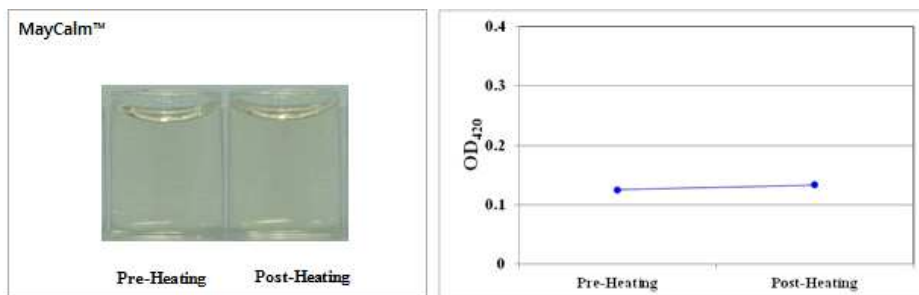 MayCalm™
Pre-Heating Post-Heating
OD420
0.4
0.3
0.2
0.1
0
Pre-Heating Post-Heating